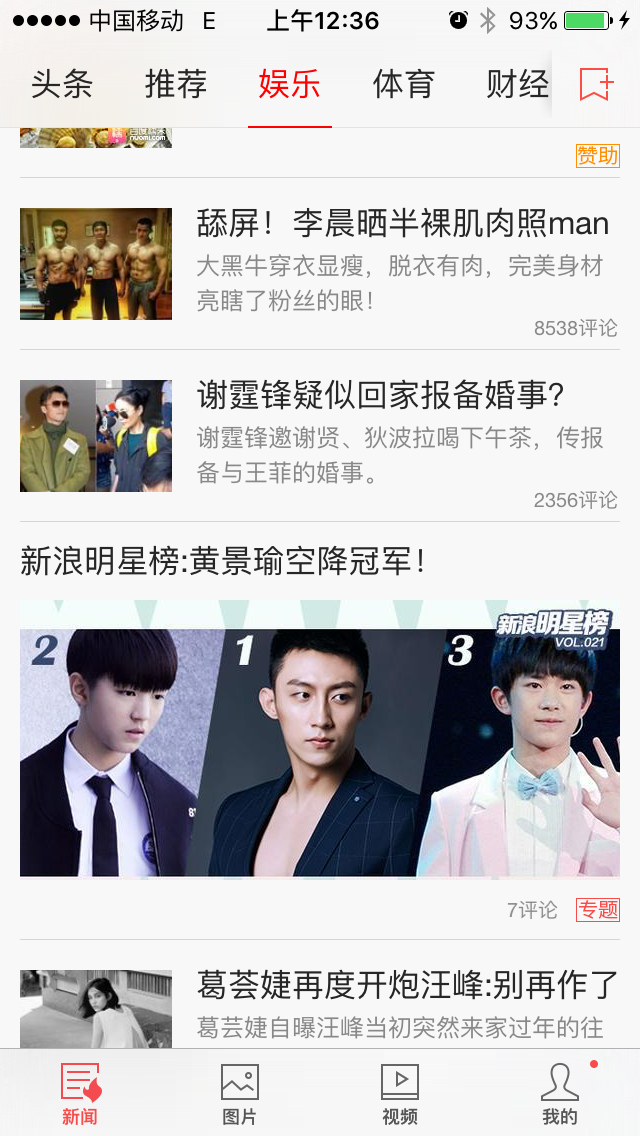 中国移动 E 上午12:36 93%
头条 推荐 娱乐 体育 财经
百度糯米
nuomi.com
赞助
舔屏！李晨晒半裸肌肉照man
大黑牛穿衣显瘦，脱衣有肉，完美身材
亮瞎了粉丝的眼！
8538评论
谢霆锋疑似回家报备婚事？
谢霆锋邀谢贤、狄波拉喝下午茶，传报
备与王菲的婚事。
2356评论
新浪明星榜:黄景瑜空降冠军！
新浪明星榜
VOL.021
2 1 3
7评论 专题
葛荟婕再度开炮汪峰:别再作了
葛芸婕自曝汪峰当初突然来家过年的往
新闻 图片 视频 我的